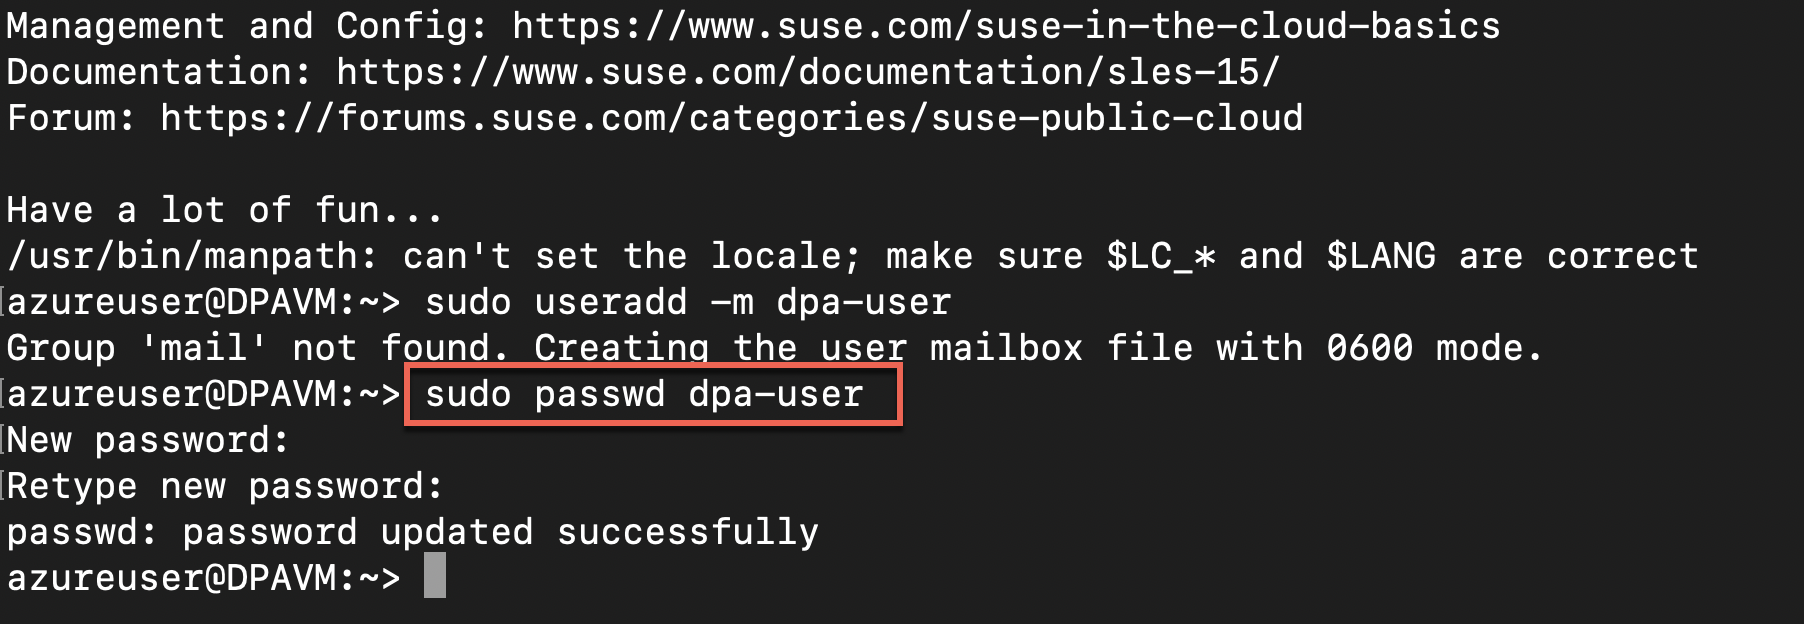 Management and Config: https://www.suse.com/suse-in-the-cloud-basics
Documentation: https://www.suse.com/documentation/sles-15/
Forum: https://forums.suse.com/categories/suse-public-cloud
Have a lot of fun...
/usr/bin/manpath: can't set the locale; make sure $LC_* and $LANG are correct
azureuser@DPAVM:~> sudo useradd -m dpa-user
Group 'mail' not found. Creating the user mailbox file with 0600 mode.
azureuser@DPAVM:~> sudo passwd dpa-user
New password:
Retype new password:
passwd: password updated successfully
azureuser@DPAVM:~>